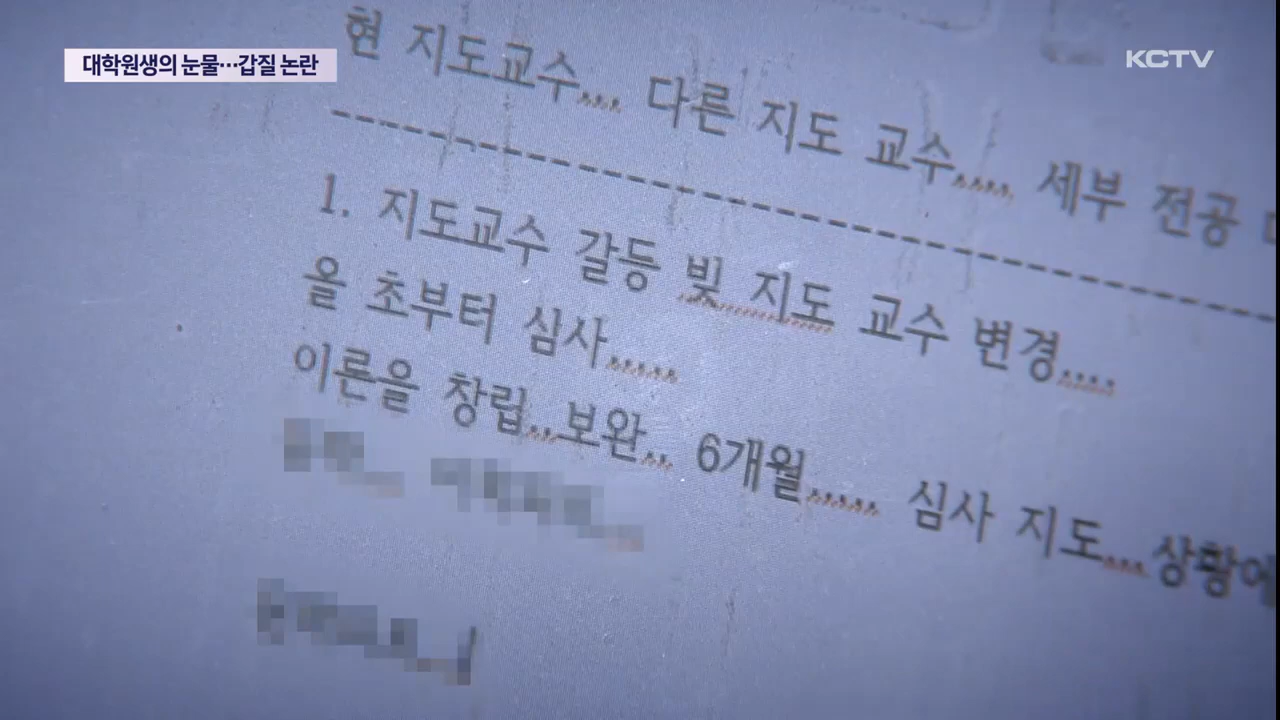 대학원생의 눈물…갑질 논란
KCTV
현 지도교수... 다른 지도 교수.... 세부 전공
1. 지도교수 갈등 빛 지도 교수 변경....
올 초부터 심사.....
이론을 창립..보완.. 6개월..... 심사 지도... 상황에